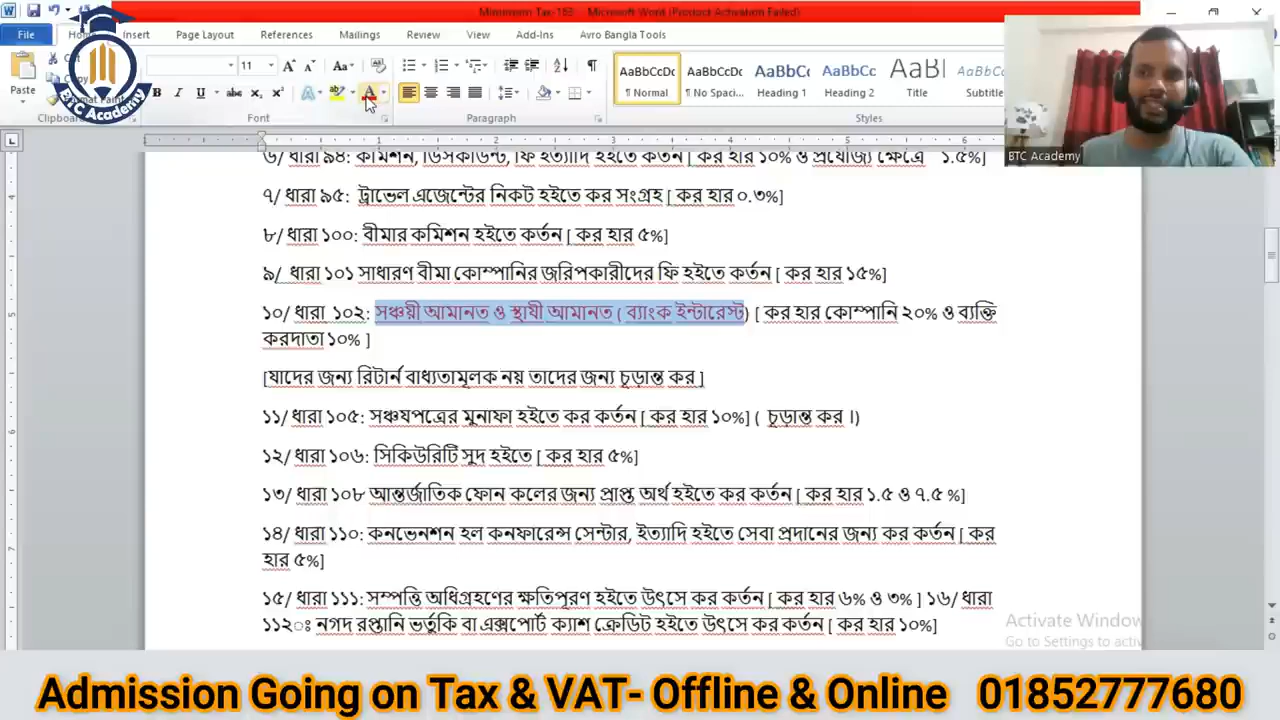 Minimum Tax-163 - Microsoft Word (Product Activation Failed)
File Insert Page Layout References Mailings Review View Add-Ins Avro Bangla Tools
Paste
11
AaBbCcDc AaBbCcDc AaBbCc AaBbCc AaBl AaBbCc
¶ Normal ¶ No Spaci... Heading 1 Heading 2 Title Subtitle
Font Paragraph Styles
BTC Academy
BTC Academy
৬/ ধারা ৯৪: কমিশন, ডিসকাউন্ট, ফি ইত্যাদি হইতে কর্তন [ কর হার ১০% ও প্রযোজ্য ক্ষেত্রে ১.৫%]
৭/ ধারা ৯৫: ট্রাভেল এজেন্টের নিকট হইতে কর সংগ্রহ [ কর হার ০.৩%]
৮/ ধারা ১০০: বীমার কমিশন হইতে কর্তন [ কর হার ৫%]
৯/ ধারা ১০১ সাধারণ বীমা কোম্পানির জরিপকারীদের ফি হইতে কর্তন [ কর হার ১৫%]
১০/ ধারা ১০২: সঞ্চয়ী আমানত ও স্থায়ী আমানত ( ব্যাংক ইন্টারেস্ট) [ কর হার কোম্পানি ২০% ও ব্যক্তি
করদাতা ১০% ]
[যাদের জন্য রিটার্ন বাধ্যতামূলক নয় তাদের জন্য চূড়ান্ত কর ]
১১/ ধারা ১০৫: সঞ্চযপত্রের মুনাফা হইতে কর কর্তন [ কর হার ১০%] ( চূড়ান্ত কর ।)
১২/ ধারা ১০৬: সিকিউরিটি সুদ হইতে [ কর হার ৫%]
১৩/ ধারা ১০৮ আন্তর্জাতিক ফোন কলের জন্য প্রাপ্ত অর্থ হইতে কর কর্তন [ কর হার ১.৫ ও ৭.৫ %]
১৪/ ধারা ১১০: কনভেনশন হল কনফারেন্স সেন্টার, ইত্যাদি হইতে সেবা প্রদানের জন্য কর কর্তন [ কর
হার ৫%]
১৫/ ধারা ১১১: সম্পত্তি অধিগ্রহণের ক্ষতিপূরণ হইতে উৎসে কর কর্তন [ কর হার ৬% ও ৩% ] ১৬/ ধারা
১১২ঃ নগদ রপ্তানি ভর্তুকি বা এক্সপোর্ট ক্যাশ ক্রেডিট হইতে উৎসে কর কর্তন [ কর হার ১০%]
Activate Window
Go to Settings to activ
Admission Going on Tax & VAT- Offline & Online 01852777680